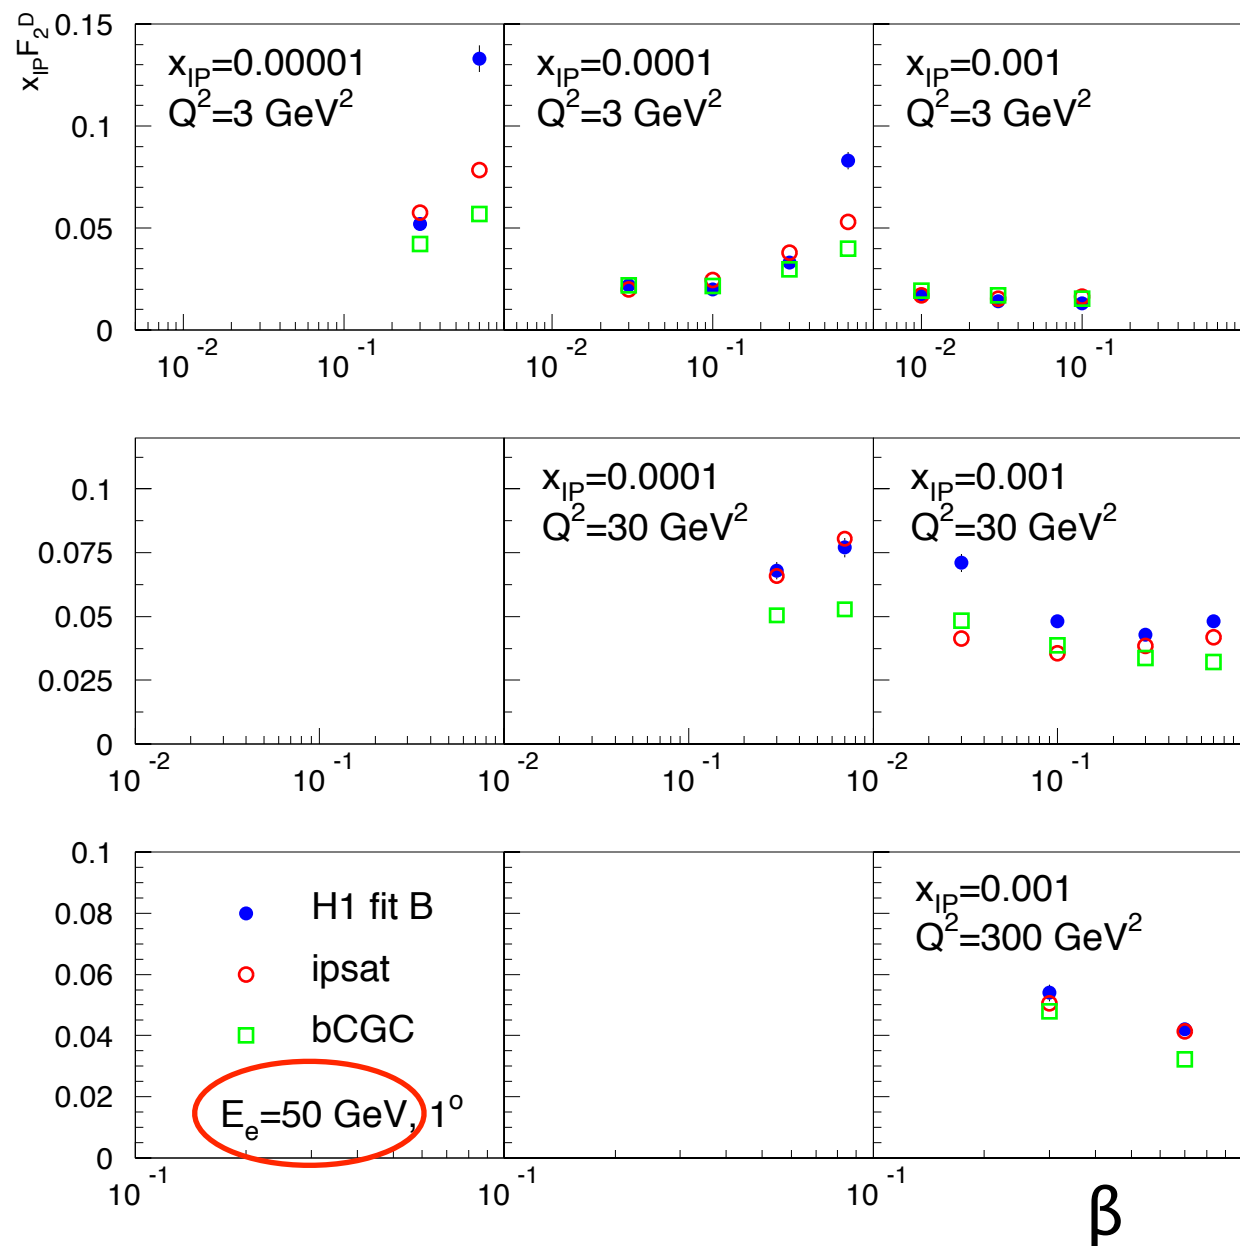 x_IP F_2^D
0.15
0.1
0.05
0
x_IP=0.00001
Q^2=3 GeV^2
x_IP=0.0001
Q^2=3 GeV^2
x_IP=0.001
Q^2=3 GeV^2
10^-2 10^-1 10^-2 10^-1 10^-2 10^-1
0.1
0.075
0.05
0.025
0
x_IP=0.0001
Q^2=30 GeV^2
x_IP=0.001
Q^2=30 GeV^2
10^-2 10^-1 10^-2 10^-1 10^-2 10^-1
0.1
0.08
0.06
0.04
0.02
0
H1 fit B
ipsat
bCGC
E_e=50 GeV, 1^o
x_IP=0.001
Q^2=300 GeV^2
10^-1 10^-1 10^-1
β